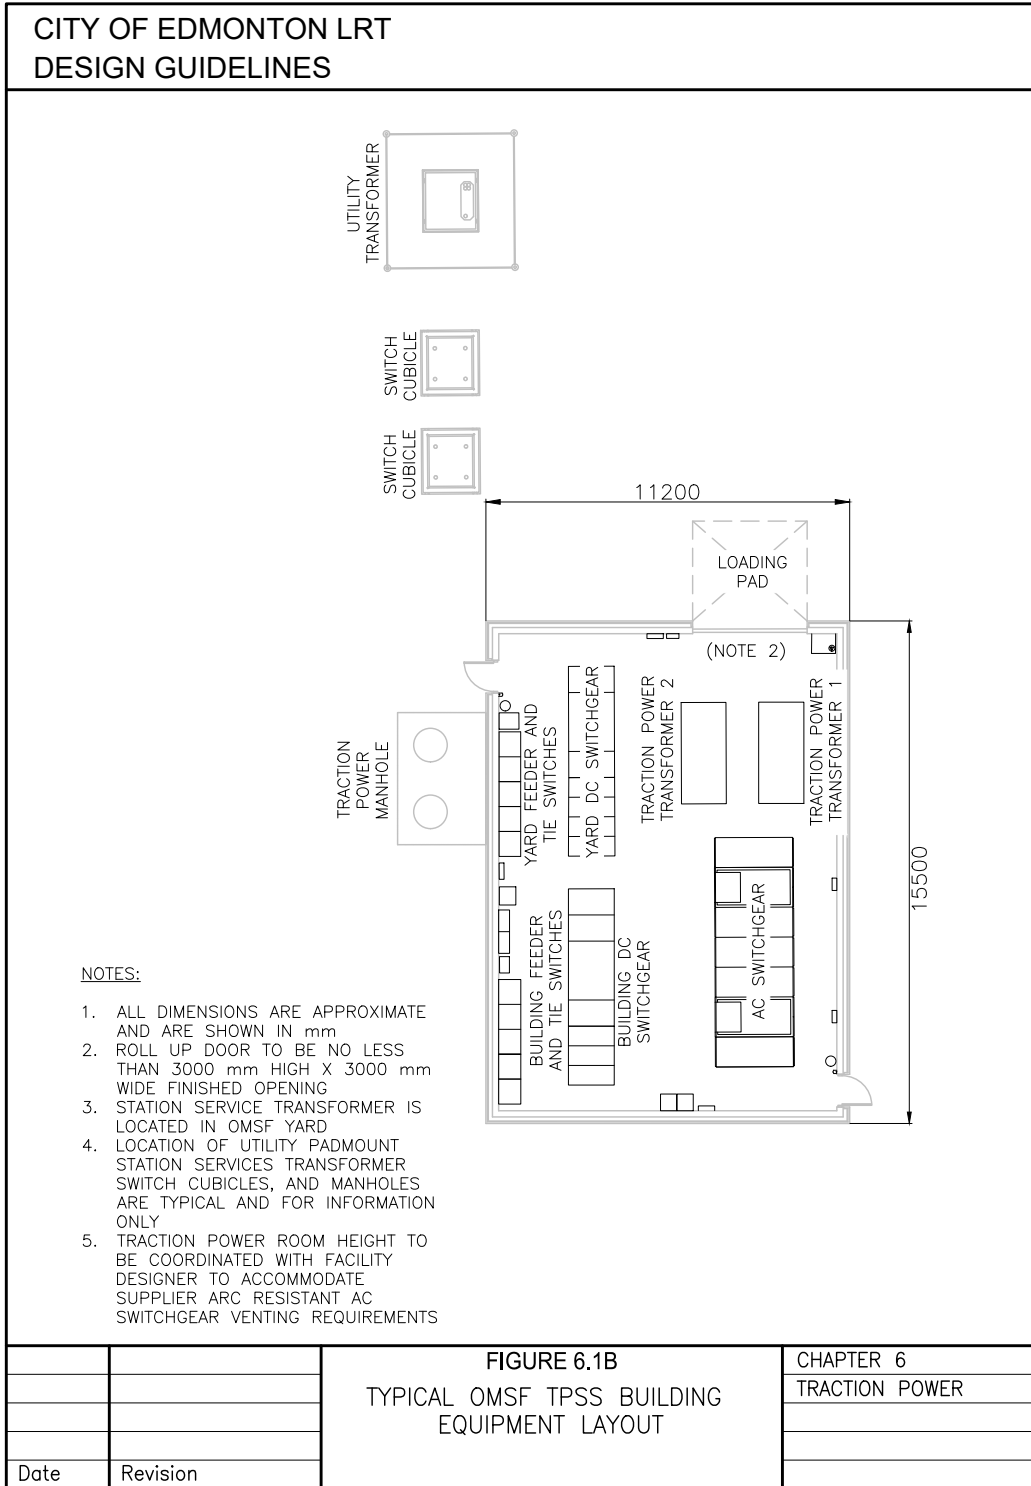 CITY OF EDMONTON LRT
DESIGN GUIDELINES
UTILITY
TRANSFORMER
SWITCH
CUBICLE
SWITCH
CUBICLE
11200
LOADING
PAD
(NOTE 2)
TRACTION
POWER
MANHOLE
YARD FEEDER AND
TIE SWITCHES
YARD DC SWITCHGEAR
TRACTION POWER
TRANSFORMER 2
TRACTION POWER
TRANSFORMER 1
15500
BUILDING FEEDER
AND TIE SWITCHES
BUILDING DC
SWITCHGEAR
AC SWITCHGEAR
NOTES:
1. ALL DIMENSIONS ARE APPROXIMATE
AND ARE SHOWN IN mm
2. ROLL UP DOOR TO BE NO LESS
THAN 3000 mm HIGH X 3000 mm
WIDE FINISHED OPENING
3. STATION SERVICE TRANSFORMER IS
LOCATED IN OMSF YARD
4. LOCATION OF UTILITY PADMOUNT
STATION SERVICES TRANSFORMER
SWITCH CUBICLES, AND MANHOLES
ARE TYPICAL AND FOR INFORMATION
ONLY
5. TRACTION POWER ROOM HEIGHT TO
BE COORDINATED WITH FACILITY
DESIGNER TO ACCOMMODATE
SUPPLIER ARC RESISTANT AC
SWITCHGEAR VENTING REQUIREMENTS
FIGURE 6.1B
TYPICAL OMSF TPSS BUILDING
EQUIPMENT LAYOUT
CHAPTER 6
TRACTION POWER
Date
Revision